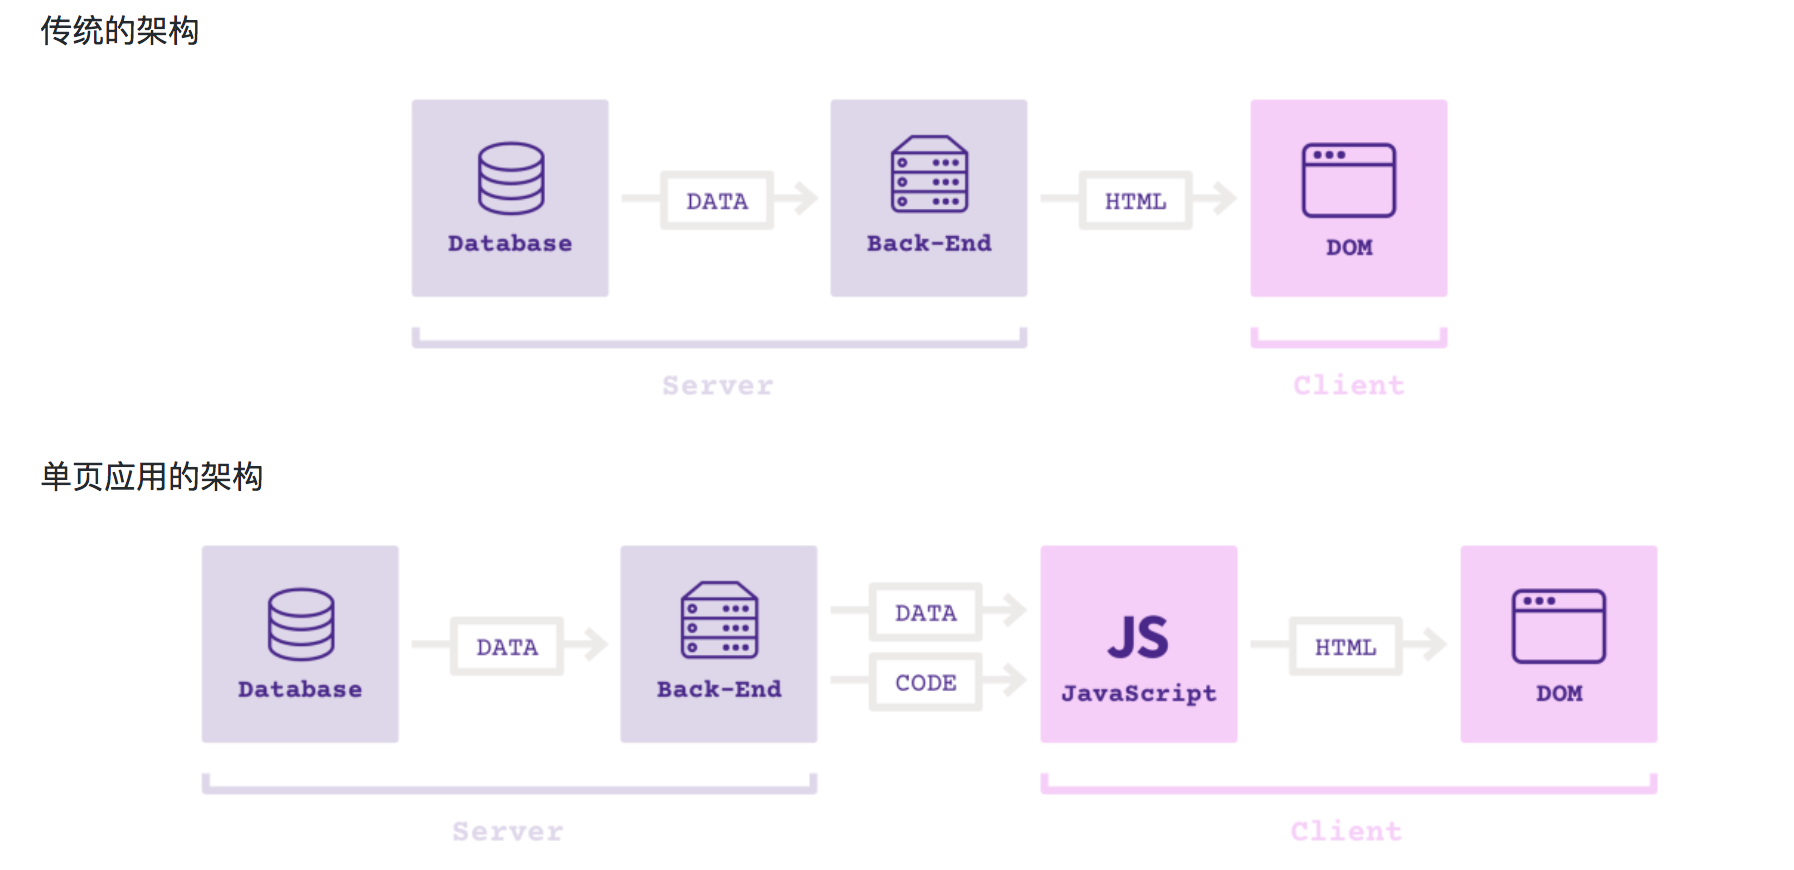 传统的架构
DATA
HTML
Database
Back-End
DOM
Server
Client
单页应用的架构
DATA
DATA
CODE
JS
HTML
Database
Back-End
JavaScript
DOM
Server
Client